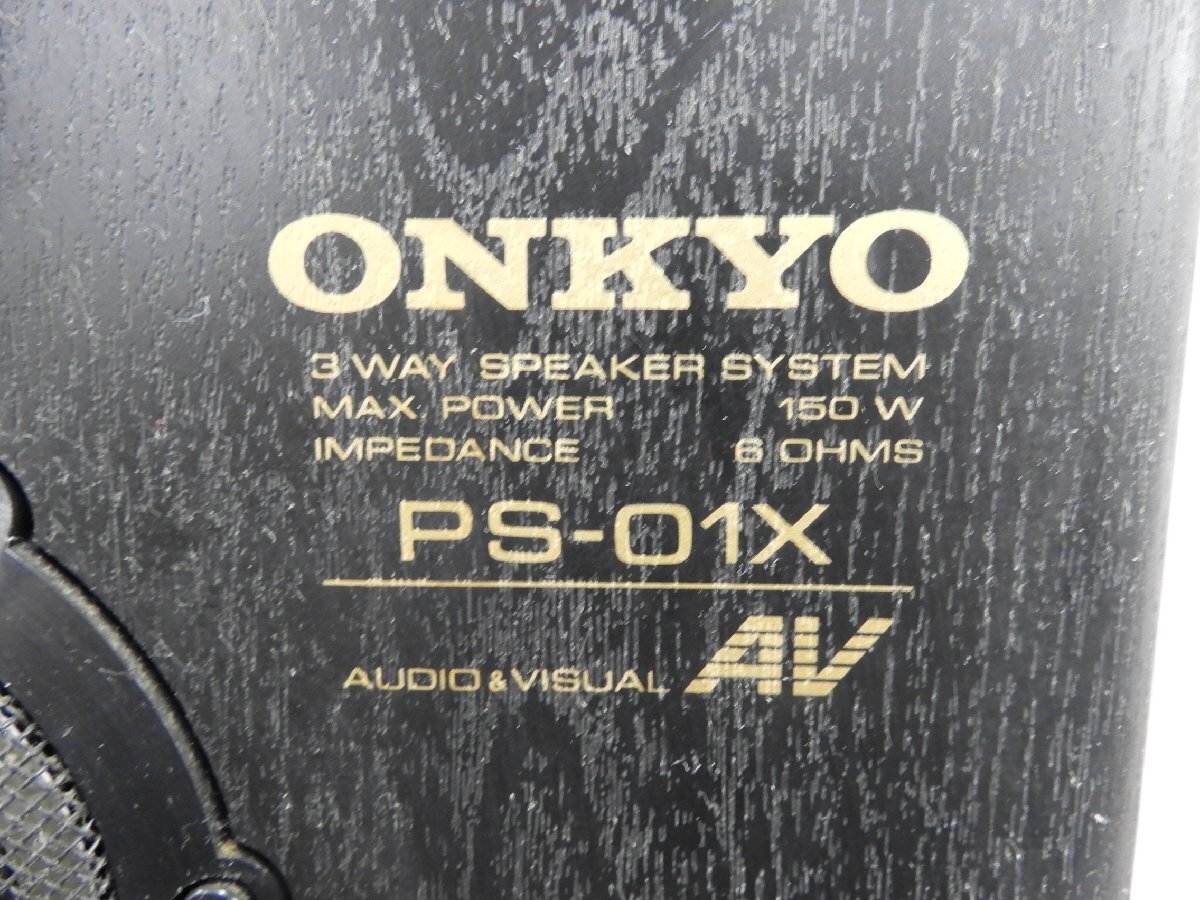 ONKYO
3 WAY SPEAKER SYSTEM
MAX. POWER 150 W
IMPEDANCE 6 OHMS
PS-01X
AUDIO & VISUAL AV